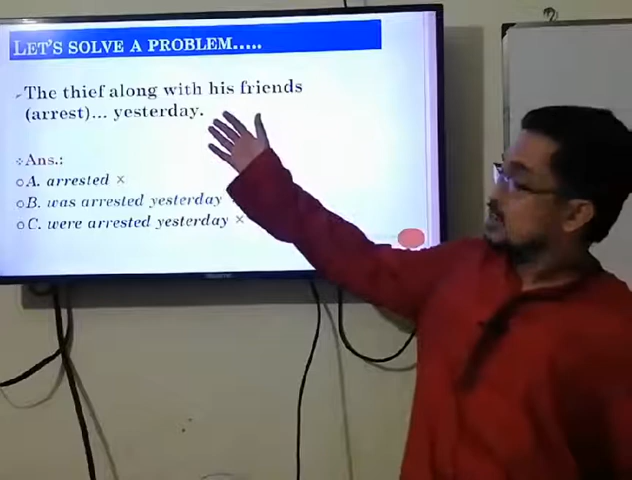 LET'S SOLVE A PROBLEM.....
The thief along with his friends
(arrest)... yesterday.
Ans.:
A. arrested ×
B. was arrested yesterday
C. were arrested yesterday ×